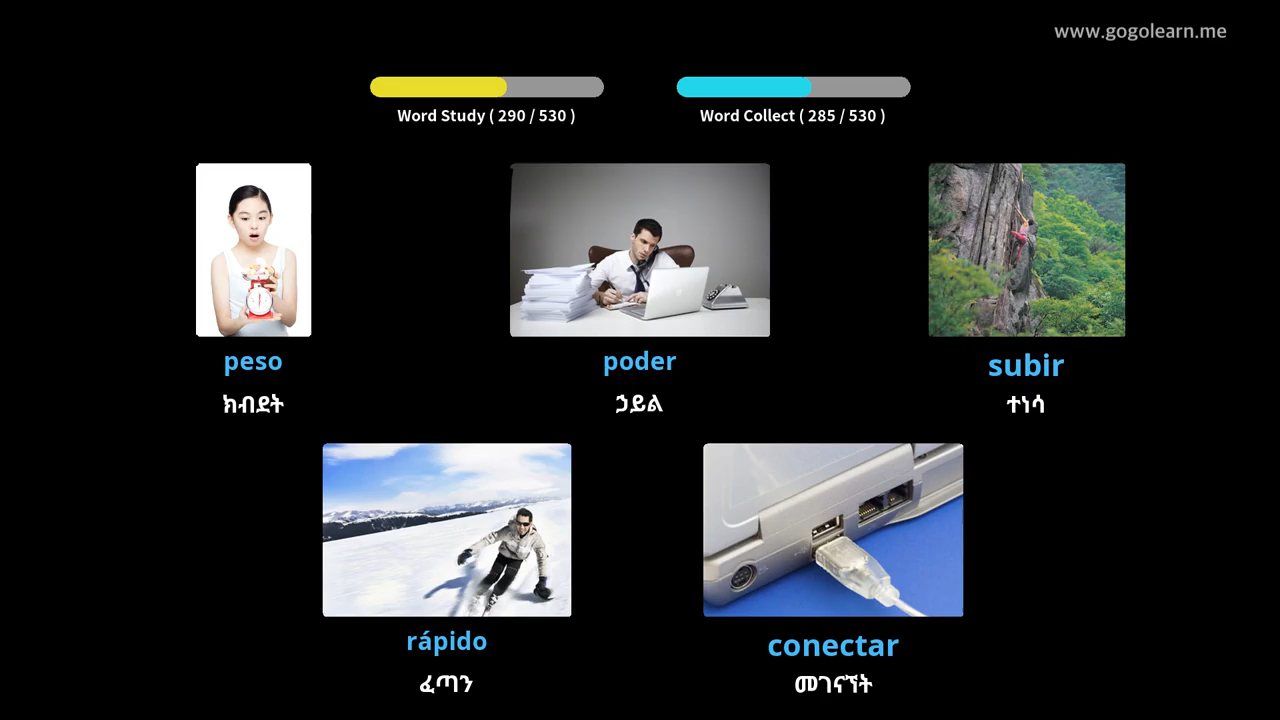 www.gogolearn.me
Word Study ( 290 / 530 )
Word Collect ( 285 / 530 )
peso
poder
subir
ክብደት
ኃይል
ተነሳ
rápido
conectar
ፈጣን
መገናኘት